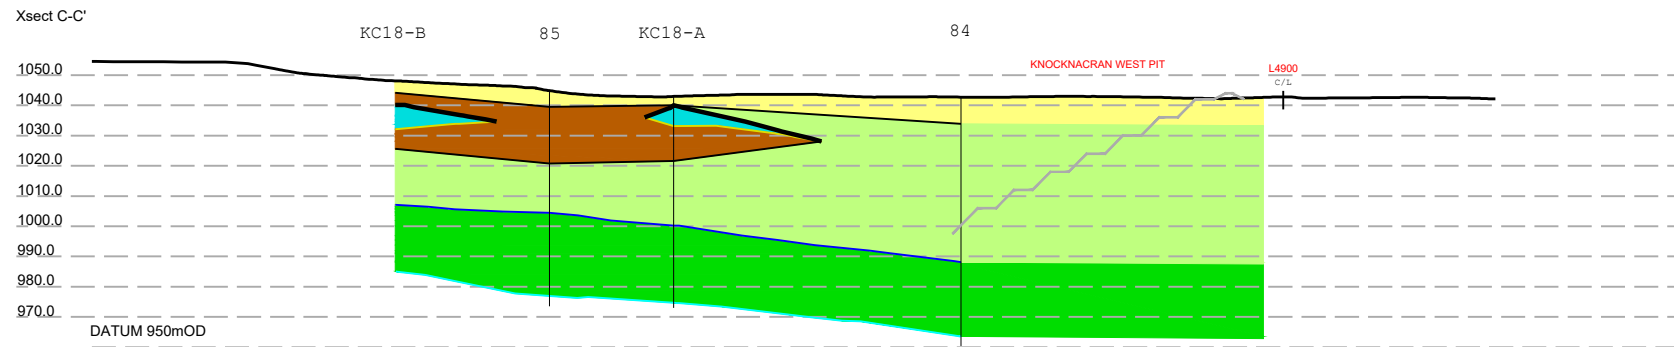 Xsect C-C'
KC18-B 85 KC18-A 84
KNOCKNACRAN WEST PIT L4900
C/L
1050.0
1040.0
1030.0
1020.0
1010.0
1000.0
990.0
980.0
970.0
DATUM 950mOD